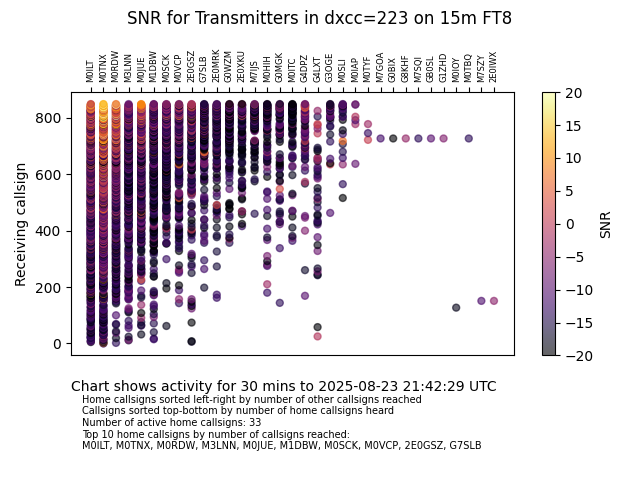 SNR for Transmitters in dxcc=223 on 15m FT8
M0ILT M0TNX M0RDW M3LNN M0JUE M1DBW M0SCK M0VCP 2E0GSZ G7SLB 2E0MRK G0WZM 2E0XKU M7IJS M0HIH G0MGK M0ITC G4DPZ G4LXT G3OGE M0SLI M0IAP M0TYF M7GOA G0BIX G8KHF M7SQI GB0SL G1ZHD M0IOY M0TBQ M7SZY 2E0IWX
Receiving callsign
800
600
400
200
0
20
15
10
5
0
−5
−10
−15
−20
SNR
Chart shows activity for 30 mins to 2025-08-23 21:42:29 UTC
Home callsigns sorted left-right by number of other callsigns reached
Callsigns sorted top-bottom by number of home callsigns heard
Number of active home callsigns: 33
Top 10 home callsigns by number of callsigns reached:
M0ILT, M0TNX, M0RDW, M3LNN, M0JUE, M1DBW, M0SCK, M0VCP, 2E0GSZ, G7SLB